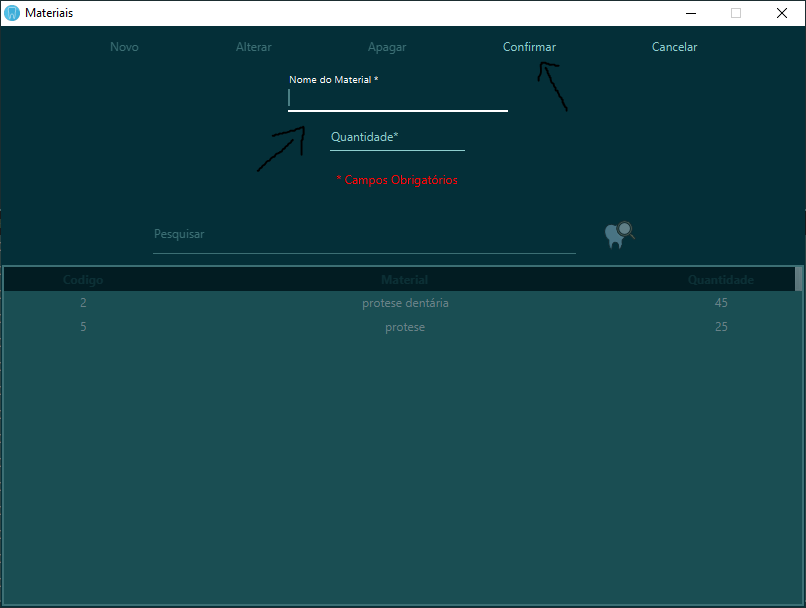 Materiais
Novo Alterar Apagar Confirmar Cancelar
Nome do Material *
Quantidade*
* Campos Obrigatórios
Pesquisar
Codigo Material Quantidade
2 protese dentária 45
5 protese 25